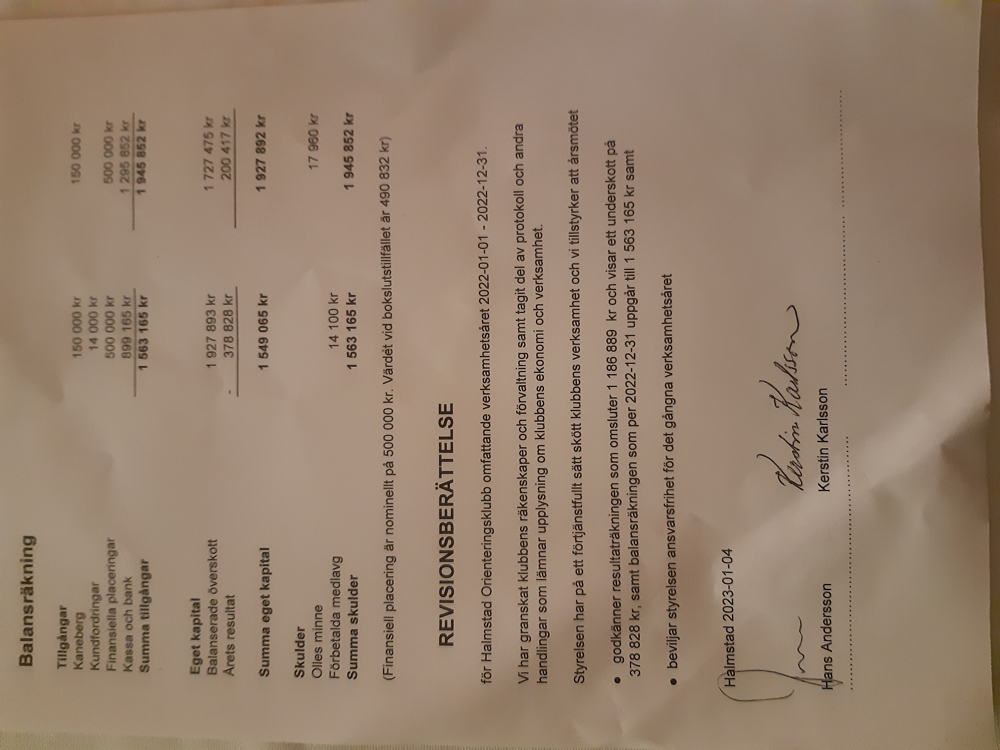 Balansräkning
Tillgångar
Kaneberg 150 000 kr 150 000 kr
Kundfordringar 14 000 kr
Finansiella placeringar 500 000 kr 500 000 kr
Kassa och bank 899 165 kr 1 295 852 kr
Summa tillgångar 1 563 165 kr 1 945 852 kr
Eget kapital
Balanserade överskott 1 927 893 kr 1 727 475 kr
Årets resultat - 378 828 kr 200 417 kr
Summa eget kapital 1 549 065 kr 1 927 892 kr
Skulder
Olles minne 17 960 kr
Förbetalda medlavg 14 100 kr
Summa skulder 1 563 165 kr 1 945 852 kr
(Finansiell placering är nominellt på 500 000 kr. Värdet vid bokslutstillfället är 490 832 kr)
REVISIONSBERÄTTELSE
för Halmstad Orienteringsklubb omfattande verksamhetsåret 2022-01-01 - 2022-12-31.
Vi har granskat klubbens räkenskaper och förvaltning samt tagit del av protokoll och andra
handlingar som lämnar upplysning om klubbens ekonomi och verksamhet.
Styrelsen har på ett förtjänstfullt sätt skött klubbens verksamhet och vi tillstyrker att årsmötet
• godkänner resultaträkningen som omsluter 1 186 889 kr och visar ett underskott på
378 828 kr, samt balansräkningen som per 2022-12-31 uppgår till 1 563 165 kr samt
• beviljar styrelsen ansvarsfrihet för det gångna verksamhetsåret
Halmstad 2023-01-04
Kerstin Karlsson
Hans Andersson Kerstin Karlsson